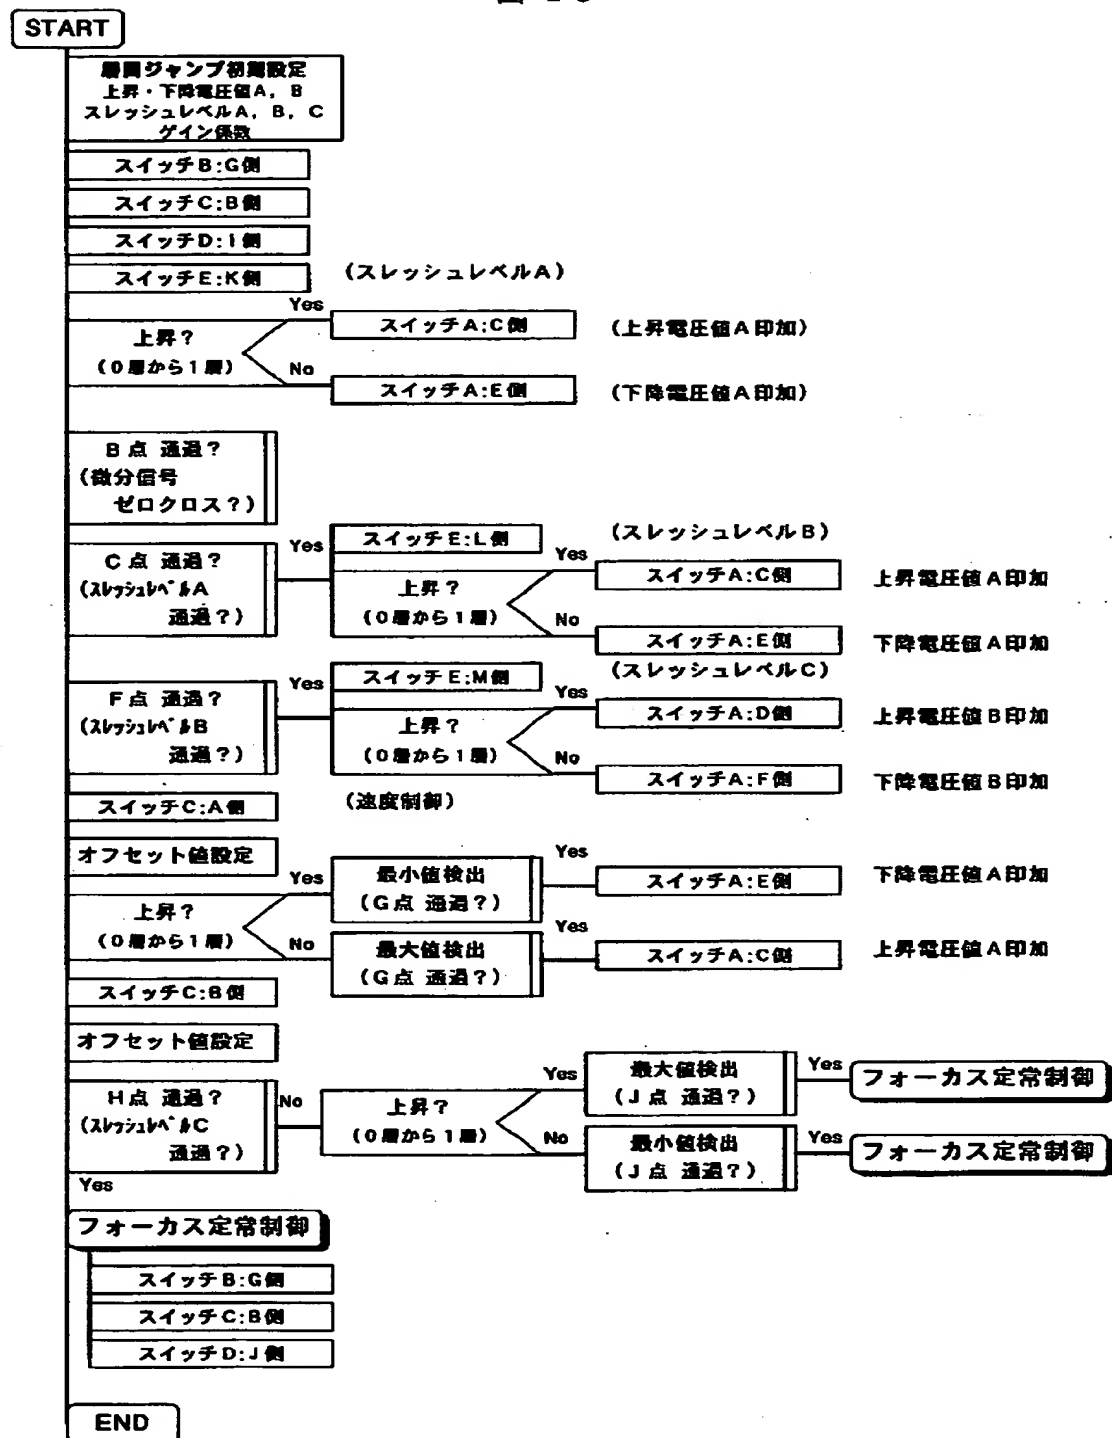 START
層間ジャンプ初期設定
上昇・下降電圧値A, B
スレッシュレベルA, B, C
ゲイン係数
スイッチB:G側
スイッチC:B側
スイッチD:I側
スイッチE:K側
(スレッシュレベルA)
上昇?
(0層から1層)
Yes
スイッチA:C側
(上昇電圧値A印加)
No
スイッチA:E側
(下降電圧値A印加)
B点 通過?
(微分信号
ゼロクロス?)
C点 通過?
(スレッシュレベルA
通過?)
Yes
スイッチE:L側
(スレッシュレベルB)
上昇?
(0層から1層)
Yes
スイッチA:C側
上昇電圧値A印加
No
スイッチA:E側
下降電圧値A印加
F点 通過?
(スレッシュレベルB
通過?)
Yes
スイッチE:M側
(スレッシュレベルC)
上昇?
(0層から1層)
Yes
スイッチA:D側
上昇電圧値B印加
No
スイッチA:F側
下降電圧値B印加
スイッチC:A側
(速度制御)
オフセット値設定
上昇?
(0層から1層)
Yes
最小値検出
(G点 通過?)
Yes
スイッチA:E側
下降電圧値A印加
No
最大値検出
(G点 通過?)
Yes
スイッチA:C側
上昇電圧値A印加
スイッチC:B側
オフセット値設定
H点 通過?
(スレッシュレベルC
通過?)
No
上昇?
(0層から1層)
Yes
最大値検出
(J点 通過?)
Yes
フォーカス定常制御
No
最小値検出
(J点 通過?)
Yes
フォーカス定常制御
Yes
フォーカス定常制御
スイッチB:G側
スイッチC:B側
スイッチD:J側
END